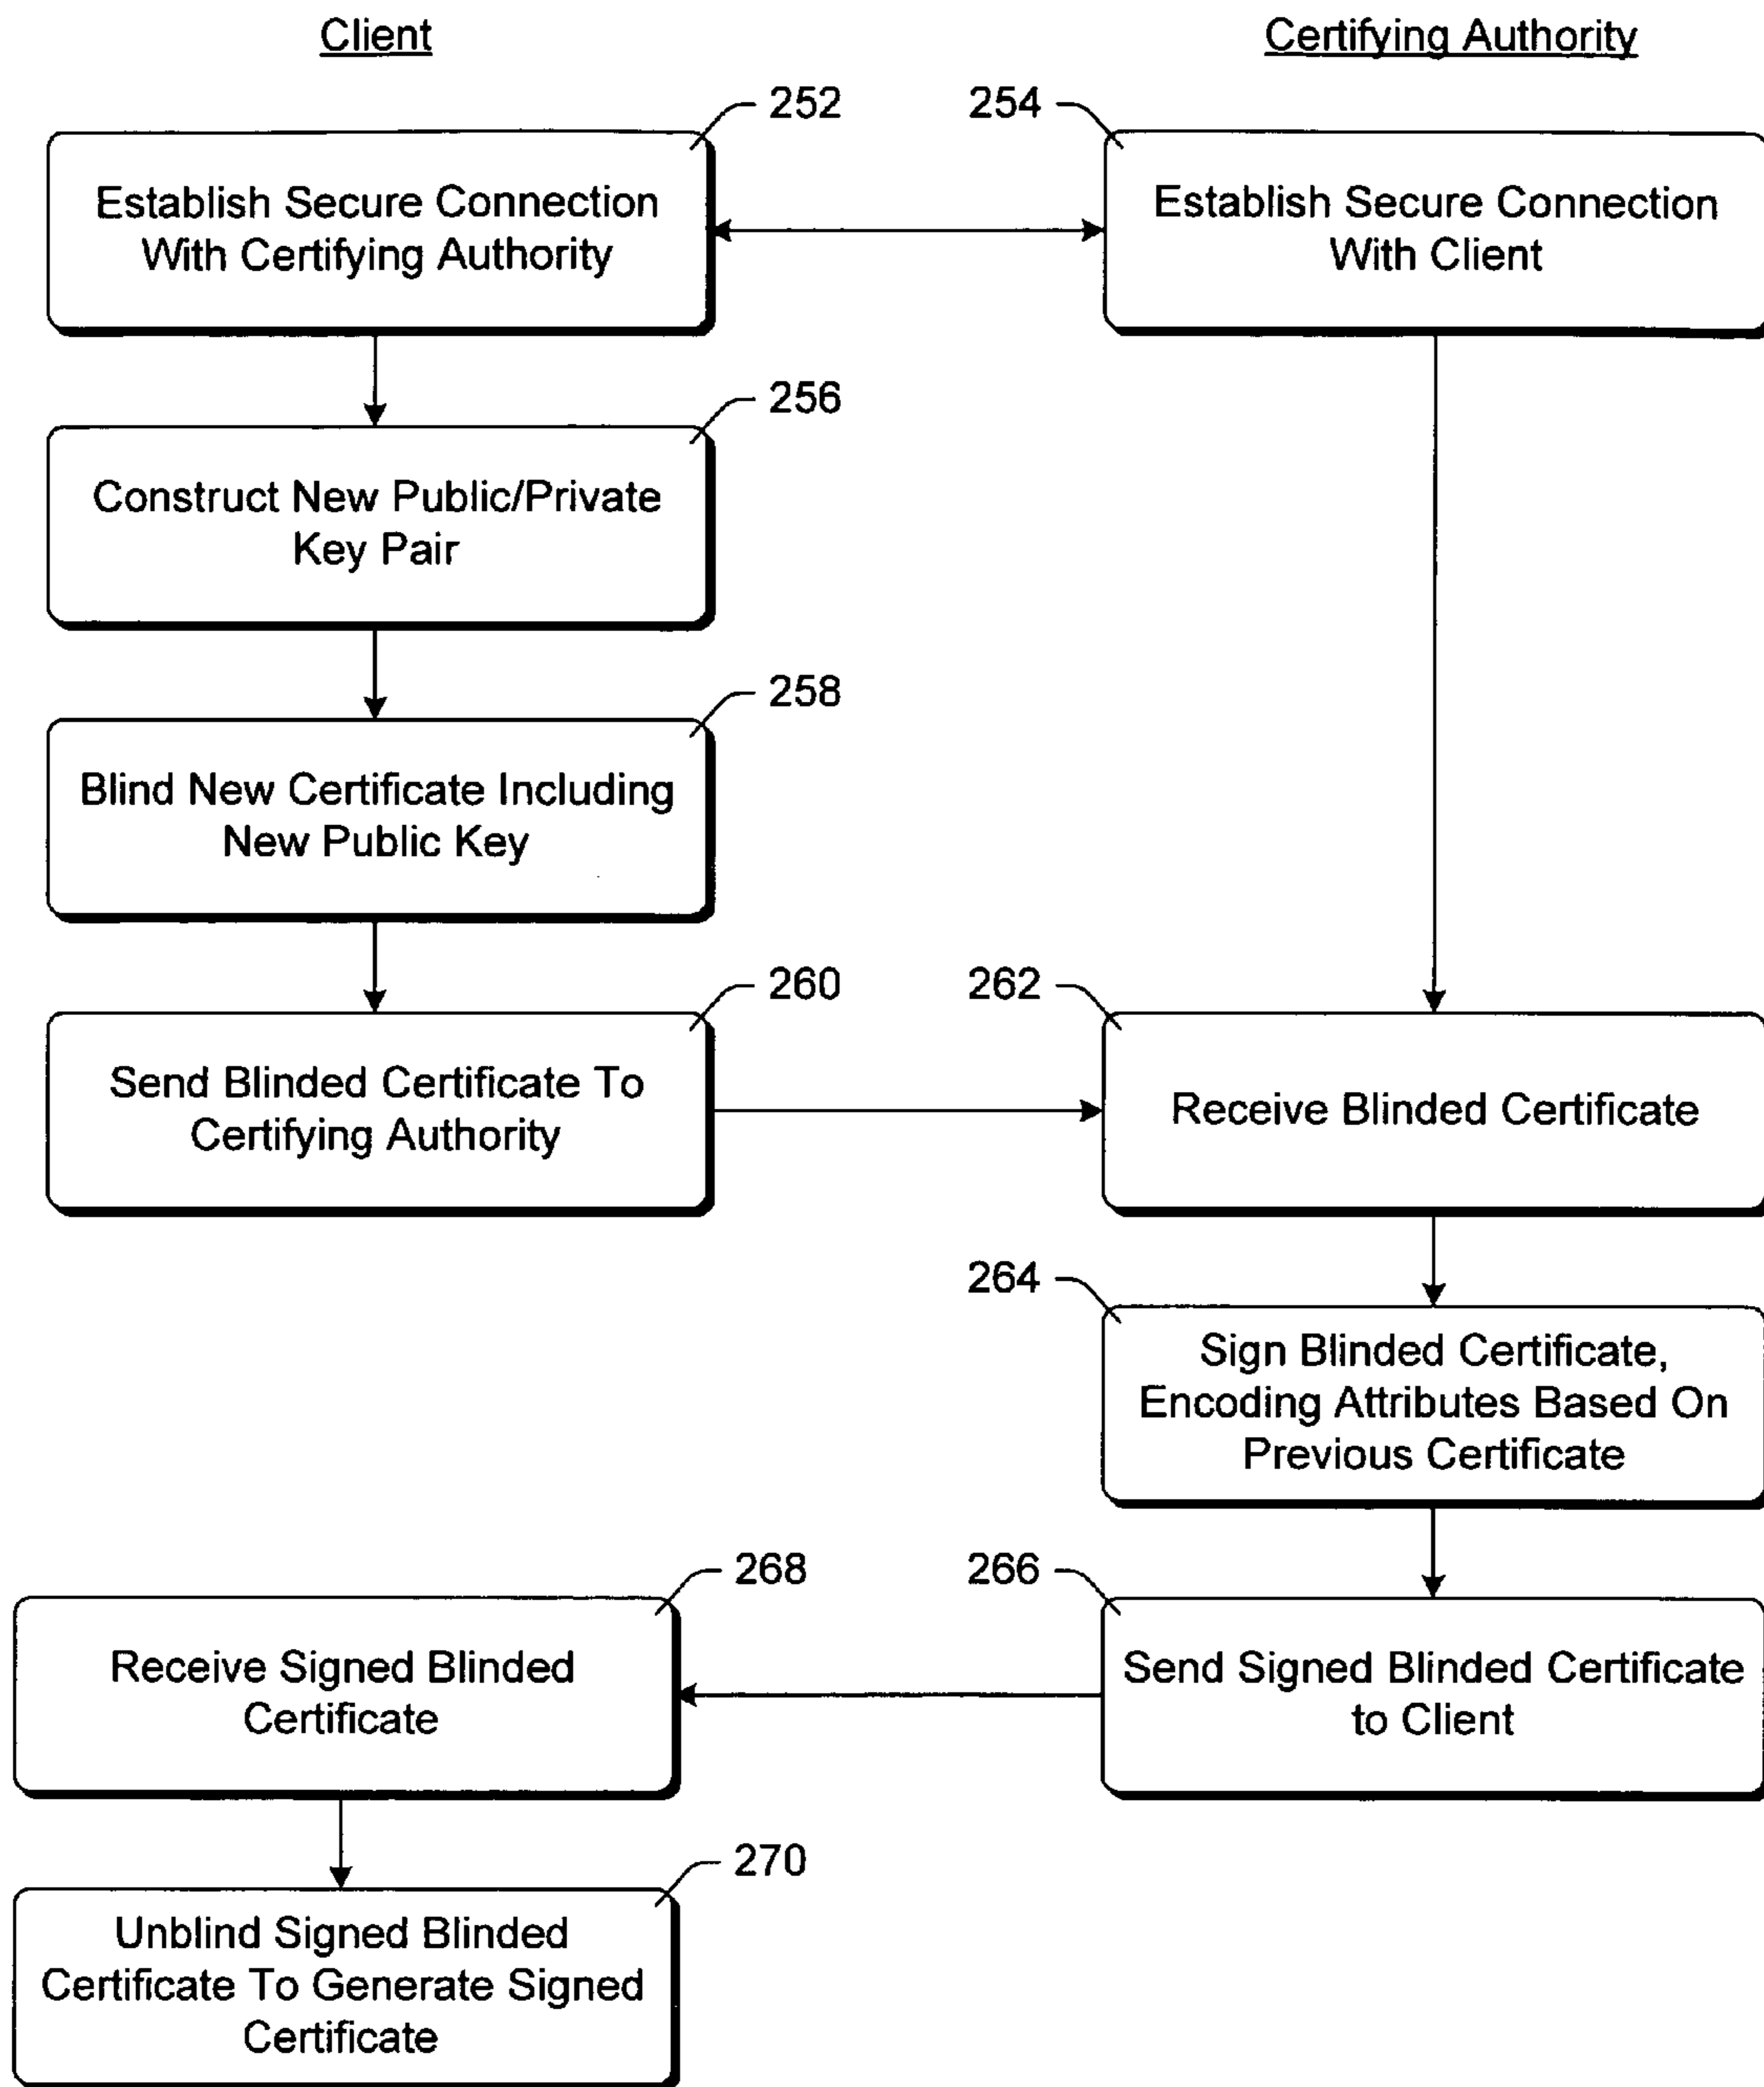 Client
Certifying Authority
252
254
Establish Secure Connection
With Certifying Authority
Establish Secure Connection
With Client
256
Construct New Public/Private
Key Pair
258
Blind New Certificate Including
New Public Key
260
262
Send Blinded Certificate To
Certifying Authority
Receive Blinded Certificate
264
Sign Blinded Certificate,
Encoding Attributes Based On
Previous Certificate
268
266
Receive Signed Blinded
Certificate
Send Signed Blinded Certificate
to Client
270
Unblind Signed Blinded
Certificate To Generate Signed
Certificate